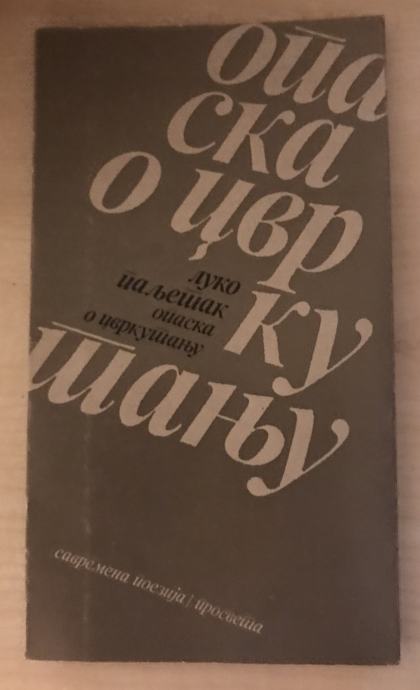 опа
ска
о цвр
ку
тању
луко
паљетак
опаска
о цвркутању
савремена поезија / просвета